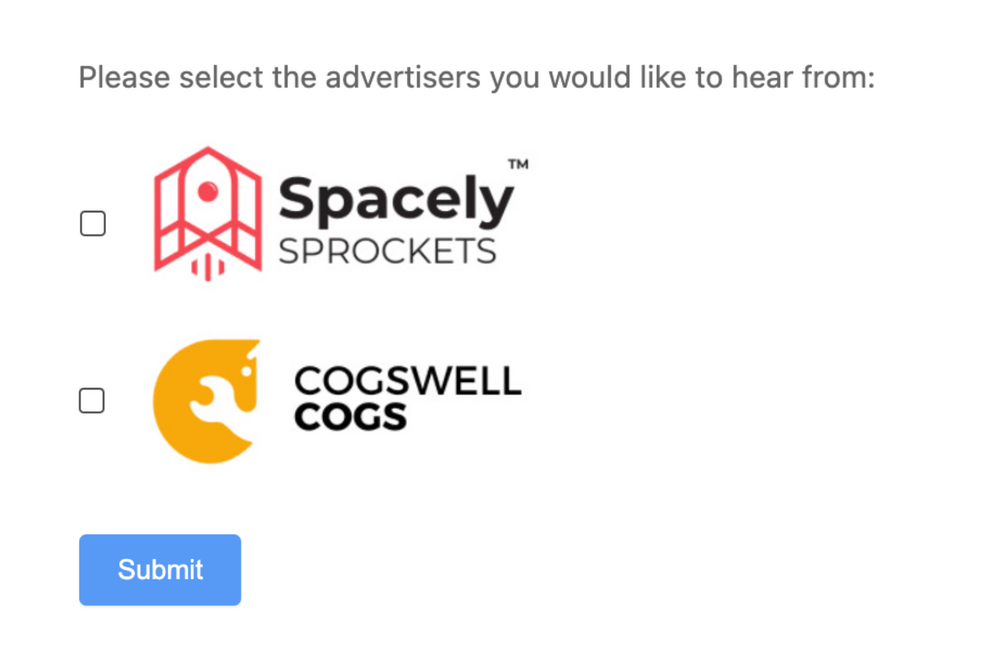 Please select the advertisers you would like to hear from:
Spacely™
SPROCKETS
COGSWELL
COGS
Submit